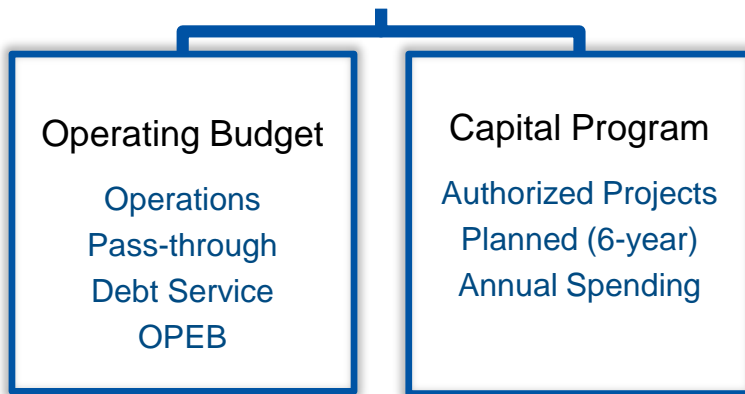 Operating Budget
Operations
Pass-through
Debt Service
OPEB
Capital Program
Authorized Projects
Planned (6-year)
Annual Spending